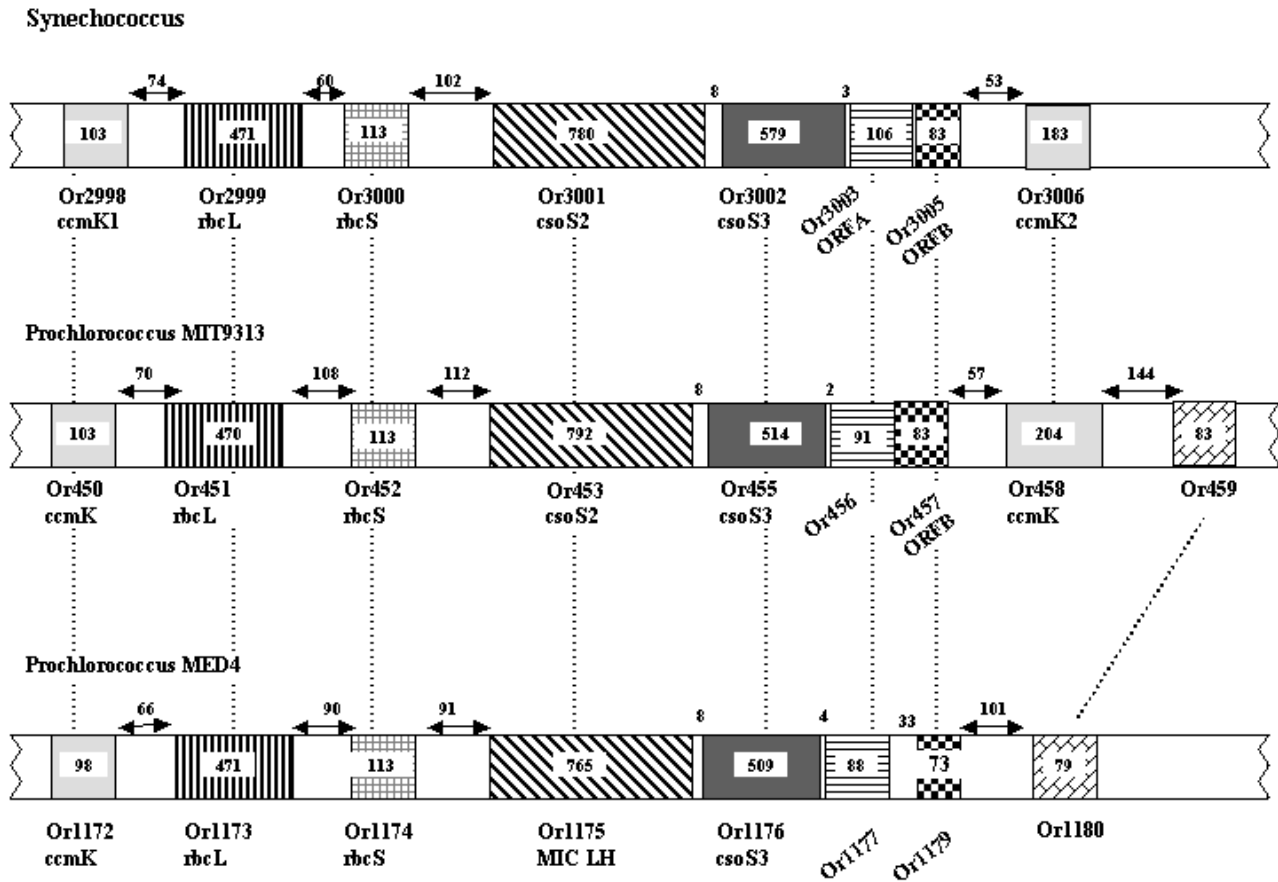 Synechococcus
74 60 102 8 3 53
103 471 113 780 579 106 83 183
Or2998 Or2999 Or3000 Or3001 Or3002 Or3003 Or3005 Or3006
ccmK1 rbcL rbcS csoS2 csoS3 ORFA ORFB ccmK2
Prochlorococcus MIT9313
70 108 112 8 2 57 144
103 470 113 792 514 91 83 204 83
Or450 Or451 Or452 Or453 Or455 Or456 Or457 Or458 Or459
ccmK rbcL rbcS csoS2 csoS3 ORFB ccmK
Prochlorococcus MED4
66 90 91 8 4 33 101
98 471 113 765 509 88 73 79
Or1172 Or1173 Or1174 Or1175 Or1176 Or1177 Or1179 Or1180
ccmK rbcL rbcS MIC LH csoS3